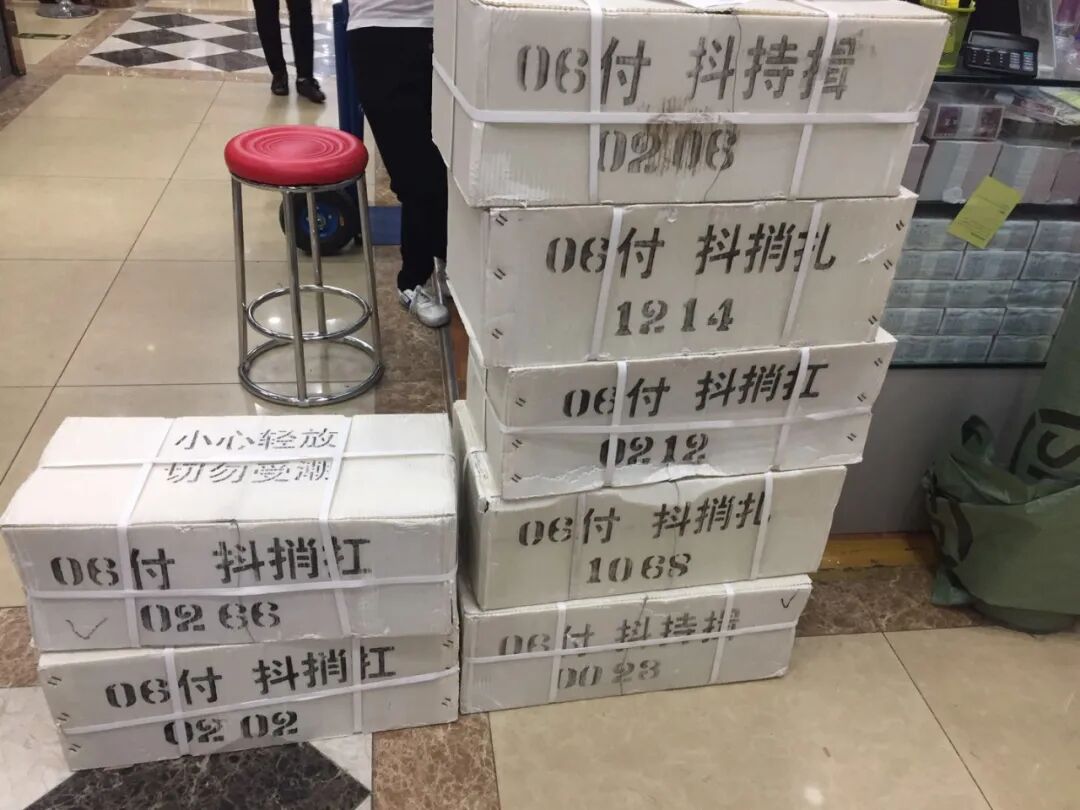 06付 抖持揖
0206
06付 抖捎扎
1214
06付 抖捎扛
0212
06付 抖捎扎
1068
06付 抖持揖
0023
小心轻放
切勿受潮
06付 抖捎扛
0266
06付 抖捎扛
0202